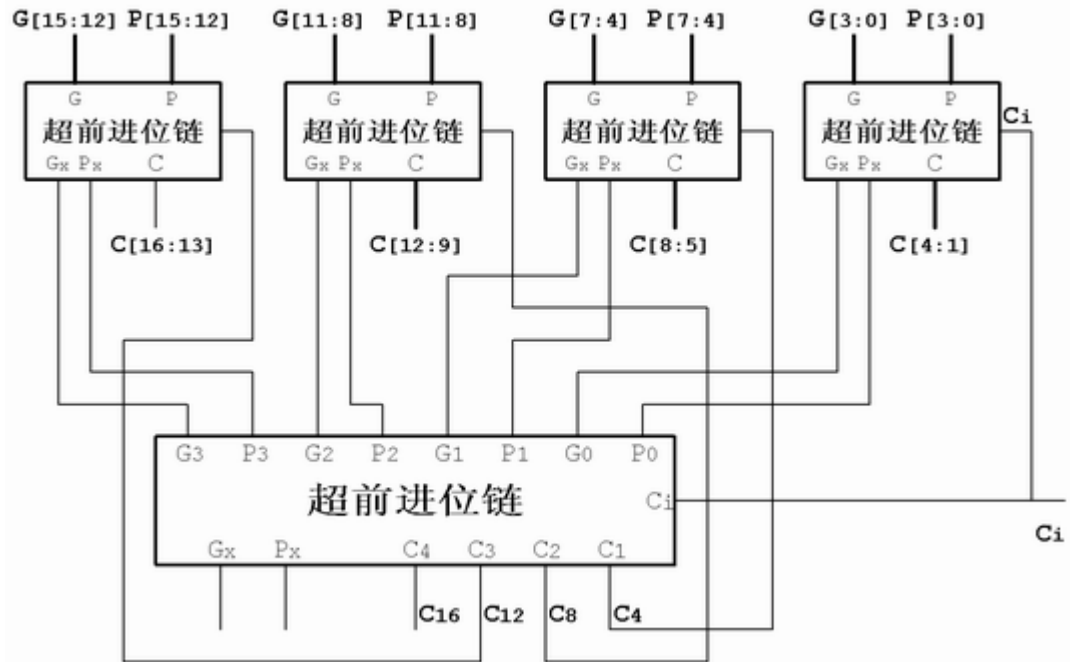 G[15:12] P[15:12] G[11:8] P[11:8] G[7:4] P[7:4] G[3:0] P[3:0]
G P G P G P G P
Ci
超前进位链 超前进位链 超前进位链 超前进位链
Gx Px C Gx Px C Gx Px C Gx Px C
C[16:13] C[12:9] C[8:5] C[4:1]
G3 P3 G2 P2 G1 P1 G0 P0
超前进位链 Ci
Ci
Gx Px C4 C3 C2 C1
C16 C12 C8 C4